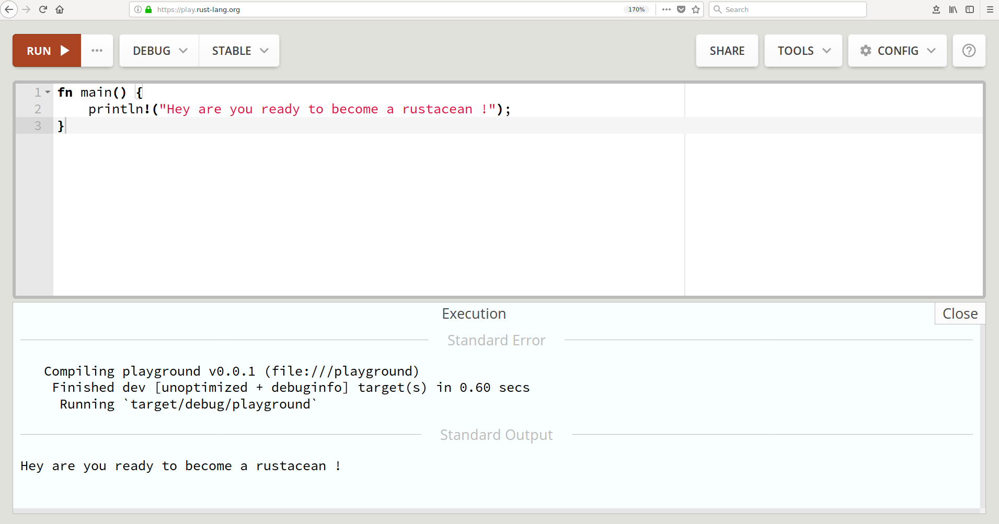 https://play.rust-lang.org
170%
Search
RUN
DEBUG
STABLE
SHARE
TOOLS
CONFIG
1 fn main() {
2     println!("Hey are you ready to become a rustacean !");
3 }
Execution
Close
Standard Error
   Compiling playground v0.0.1 (file:///playground)
    Finished dev [unoptimized + debuginfo] target(s) in 0.60 secs
     Running `target/debug/playground`
Standard Output
Hey are you ready to become a rustacean !